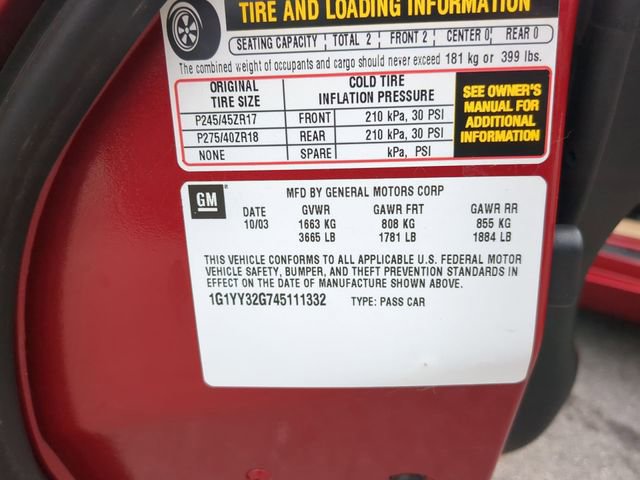 TIRE AND LOADING INFORMATION
SEATING CAPACITY TOTAL 2 FRONT 2 CENTER 0 REAR 0
The combined weight of occupants and cargo should never exceed 181 kg or 399 lbs.
ORIGINAL TIRE SIZE COLD TIRE INFLATION PRESSURE
P245/45ZR17 FRONT 210 kPa, 30 PSI
P275/40ZR18 REAR 210 kPa, 30 PSI
NONE SPARE kPa, PSI
SEE OWNER'S
MANUAL FOR
ADDITIONAL
INFORMATION
GM
MFD BY GENERAL MOTORS CORP
DATE GVWR GAWR FRT GAWR RR
10/03 1663 KG 808 KG 855 KG
3665 LB 1781 LB 1884 LB
THIS VEHICLE CONFORMS TO ALL APPLICABLE U.S. FEDERAL MOTOR
VEHICLE SAFETY, BUMPER, AND THEFT PREVENTION STANDARDS IN
EFFECT ON THE DATE OF MANUFACTURE SHOWN ABOVE.
1G1YY32G745111332 TYPE: PASS CAR